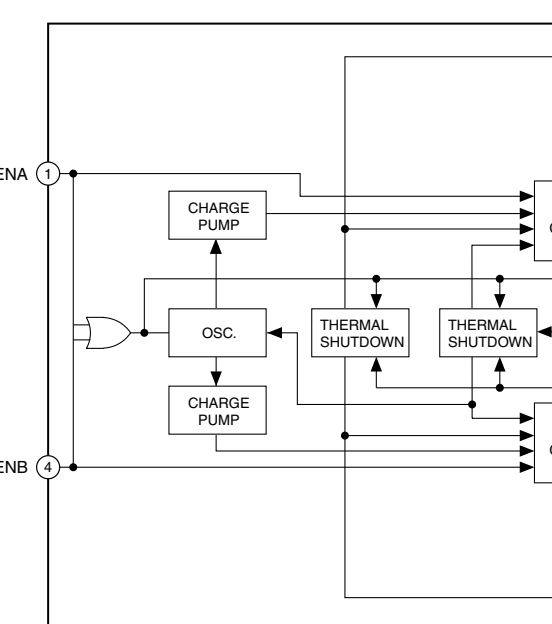 ENA 1
CHARGE
PUMP
OSC.
THERMAL
SHUTDOWN
THERMAL
SHUTDOWN
CHARGE
PUMP
ENB 4